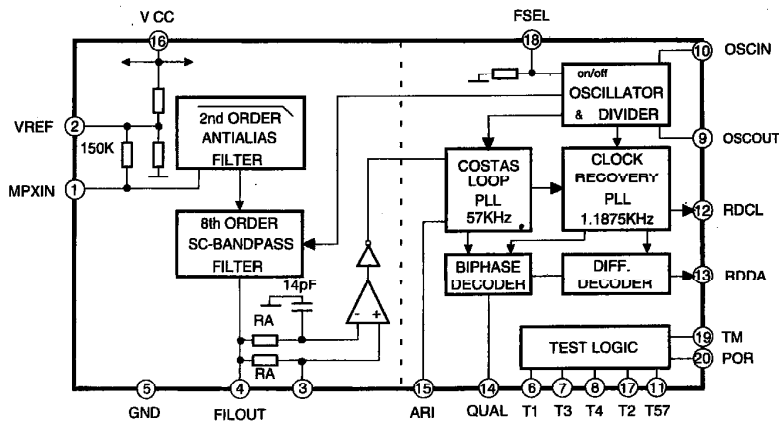 V CC
16
FSEL
18
10 OSCIN
on/off
OSCILLATOR
& DIVIDER
VREF 2
2nd ORDER
ANTIALIAS
FILTER
9 OSCOUT
150K
COSTAS
LOOP
PLL
57KHz
CLOCK
RECOVERY
PLL
1.1875KHz
MPXIN 1
12 RDCL
8th ORDER
SC-BANDPASS
FILTER
BIPHASE
DECODER
DIFF.
DECODER
13 RDDA
14pF
RA
- +
RA
TEST LOGIC
19 TM
20 POR
5 4 3 15 14 6 7 8 17 11
GND FILOUT ARI QUAL T1 T3 T4 T2 T57